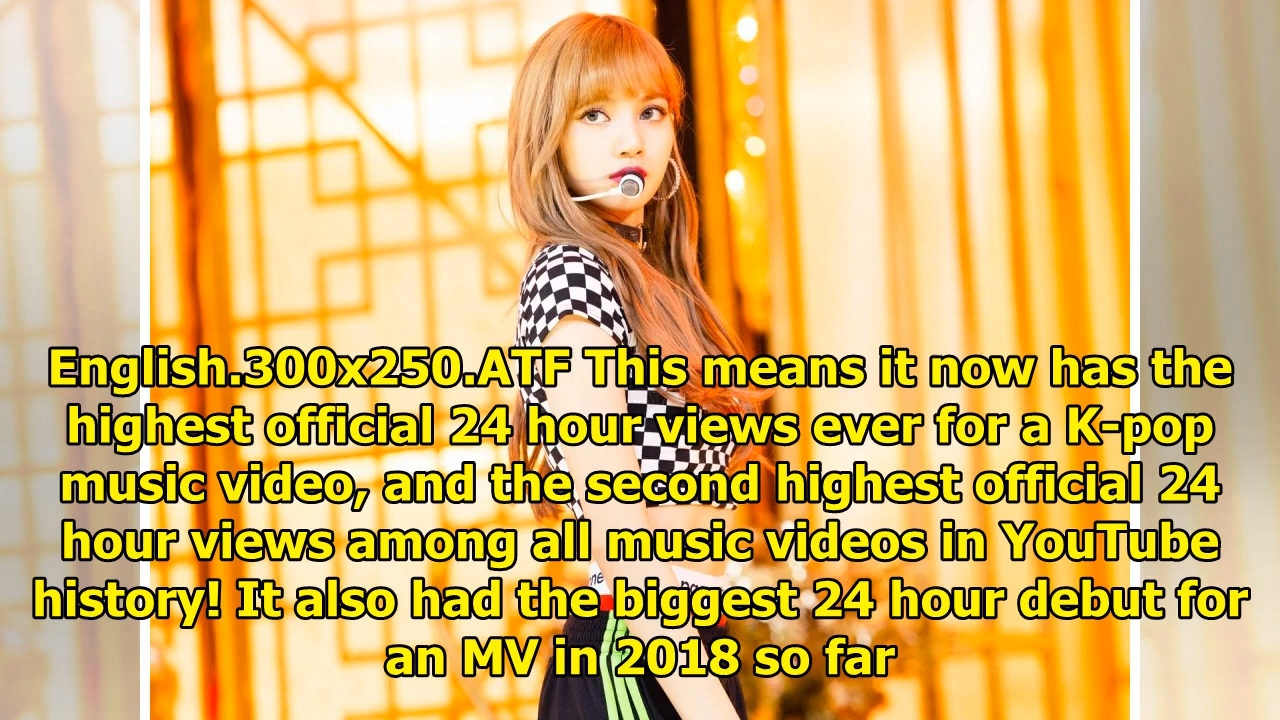 English.300x250.ATF This means it now has the
highest official 24 hour views ever for a K-pop
music video, and the second highest official 24
hour views among all music videos in YouTube
history! It also had the biggest 24 hour debut for
an MV in 2018 so far